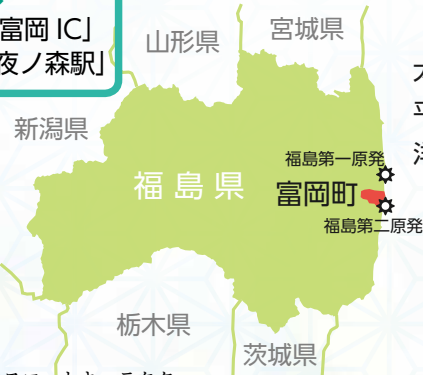 富岡 IC」
夜ノ森駅」
山形県
宮城県
新潟県
福島県
福島第一原発
富岡町
福島第二原発
栃木県
茨城県